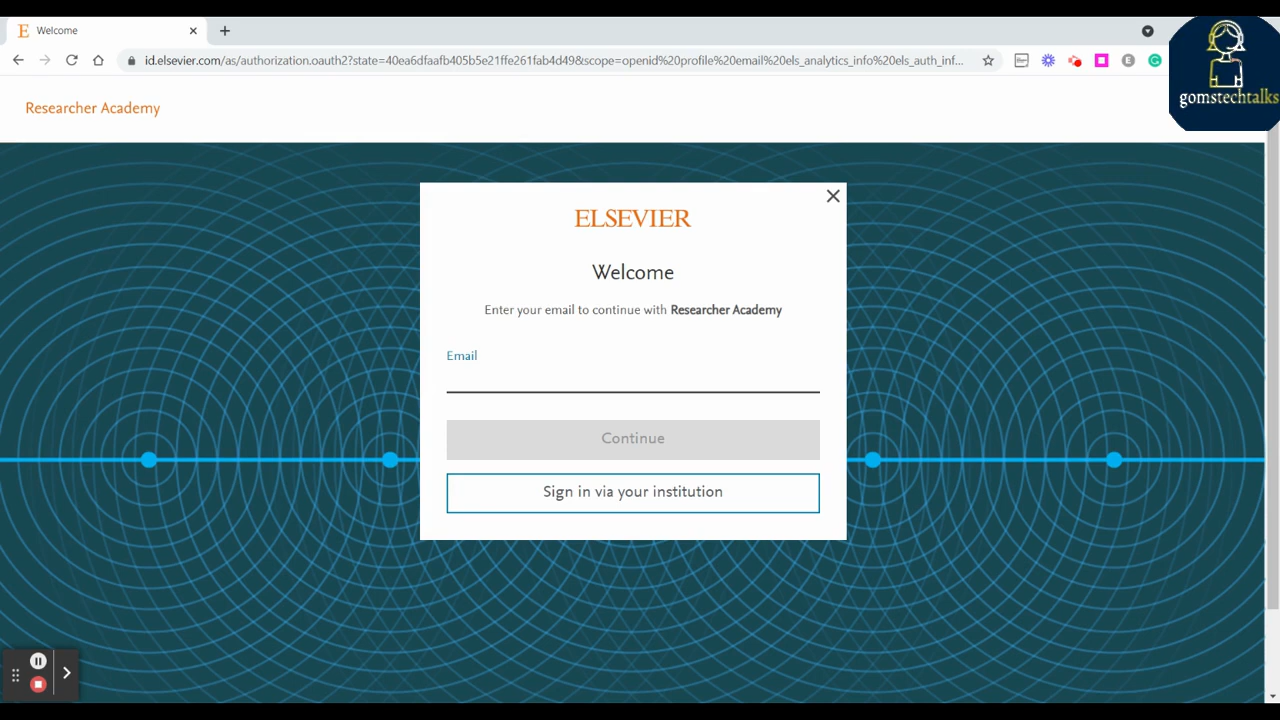 E Welcome
id.elsevier.com/as/authorization.oauth2?state=40ea6dfaafb405b5e21ffe261fab4d49&scope=openid%20profile%20email%20els_analytics_info%20els_auth_inf...
E
G
gomstechtalks
Researcher Academy
ELSEVIER
Welcome
Enter your email to continue with Researcher Academy
Email
Continue
Sign in via your institution